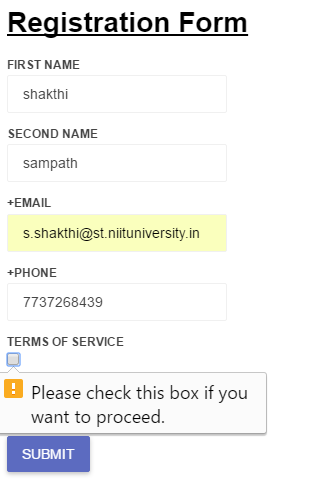 Registration Form
FIRST NAME
shakthi
SECOND NAME
sampath
+EMAIL
s.shakthi@st.niituniversity.in
+PHONE
7737268439
TERMS OF SERVICE
Please check this box if you
want to proceed.
SUBMIT